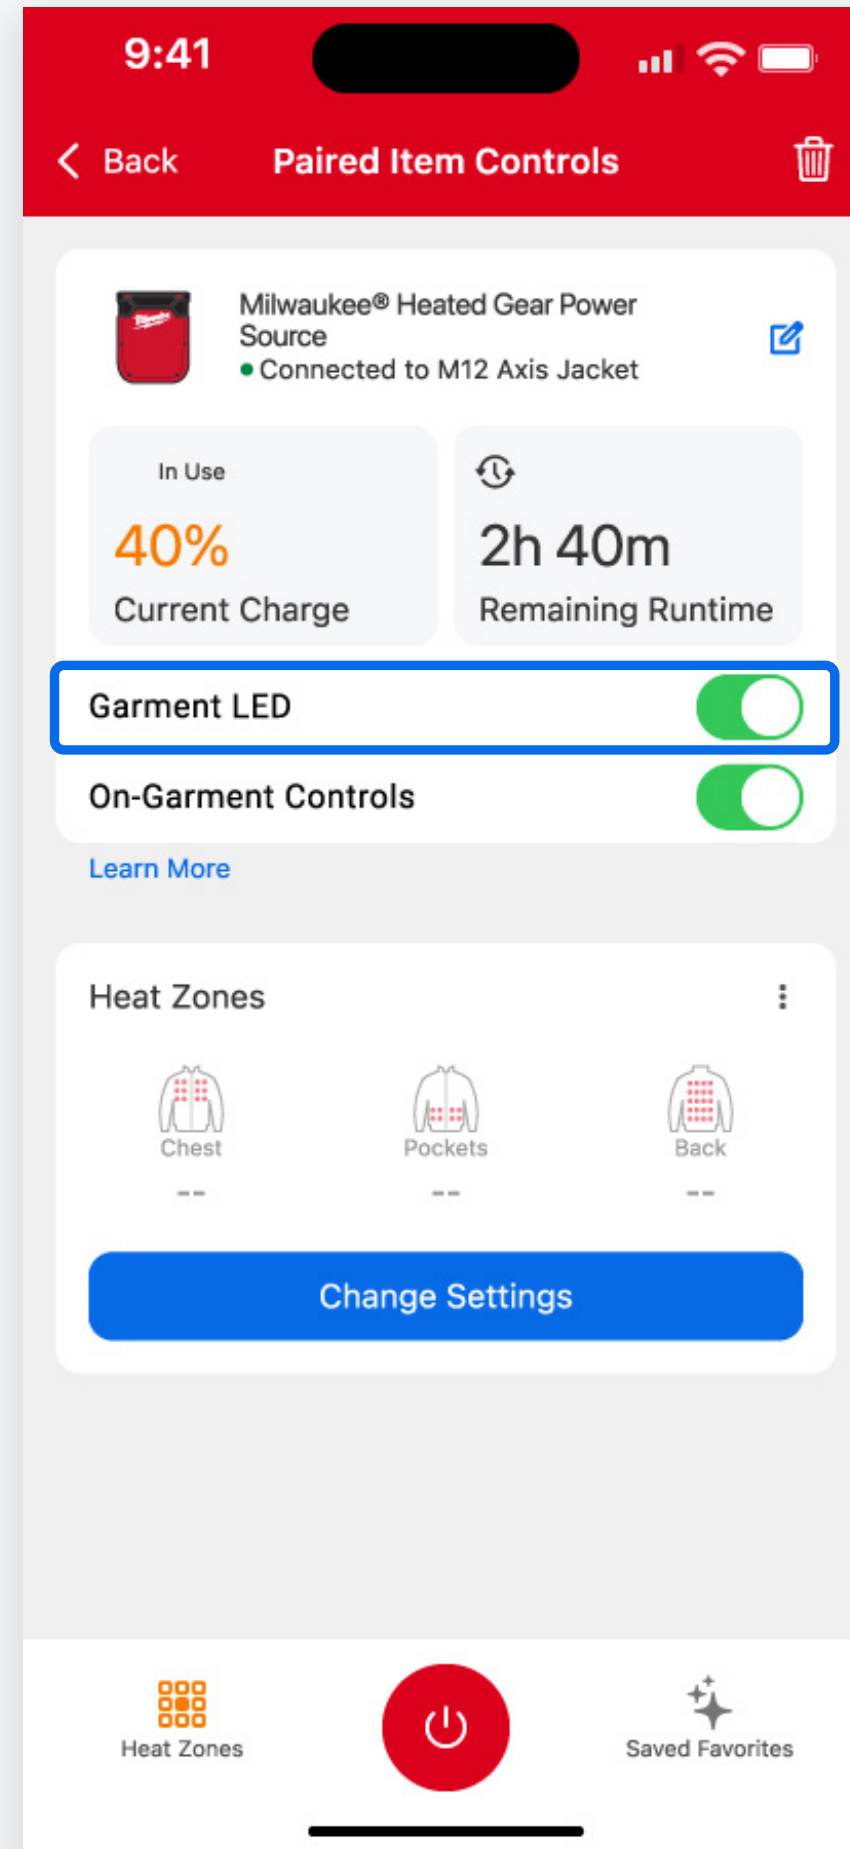 9:41
Back
Paired Item Controls
Milwaukee
Milwaukee® Heated Gear Power
Source
Connected to M12 Axis Jacket
In Use
40%
Current Charge
2h 40m
Remaining Runtime
Garment LED
On-Garment Controls
Learn More
Heat Zones
Chest
Pockets
Back
--
--
--
Change Settings
Heat Zones
Saved Favorites